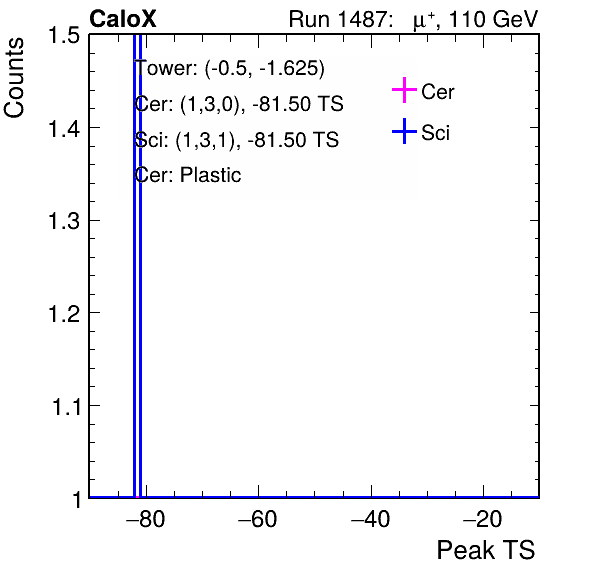 CaloX Run 1487: μ⁺, 110 GeV
Counts
1.5
1.4
1.3
1.2
1.1
1
Tower: (-0.5, -1.625)
Cer: (1,3,0), -81.50 TS
Sci: (1,3,1), -81.50 TS
Cer: Plastic
Cer
Sci
−80 −60 −40 −20
Peak TS